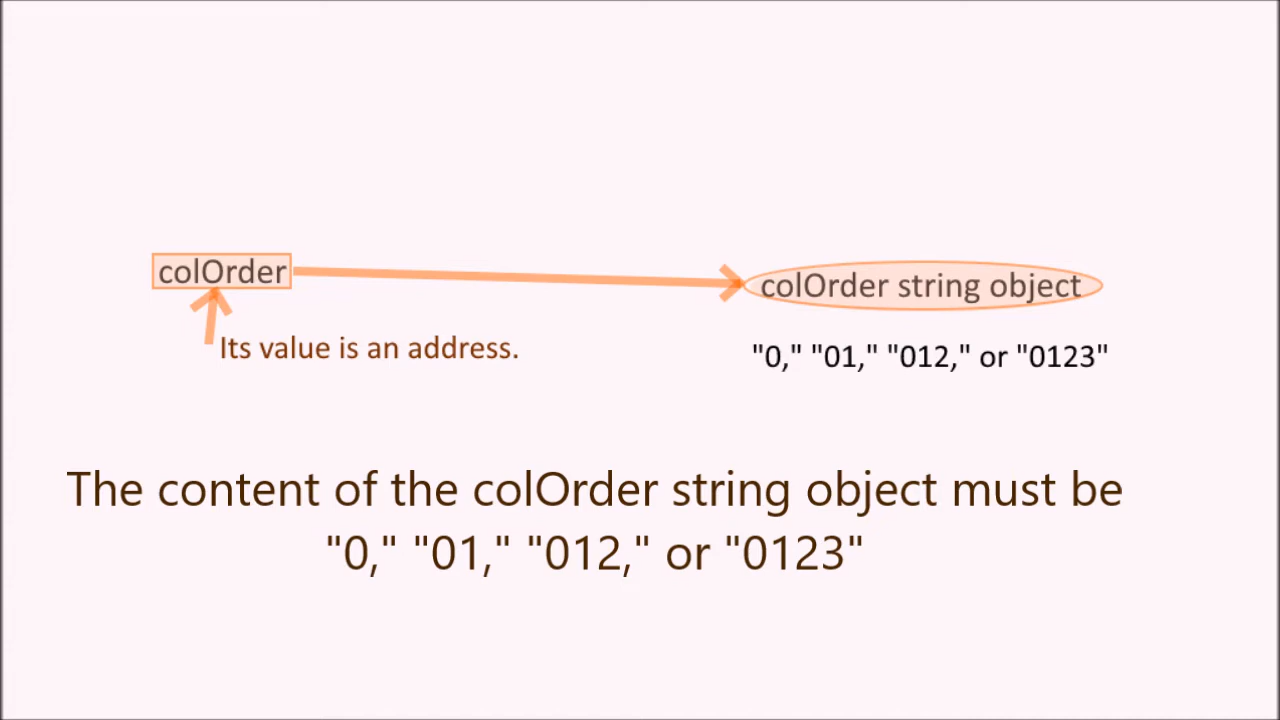 colOrder
colOrder string object
Its value is an address.
"0," "01," "012," or "0123"
The content of the colOrder string object must be
"0," "01," "012," or "0123"